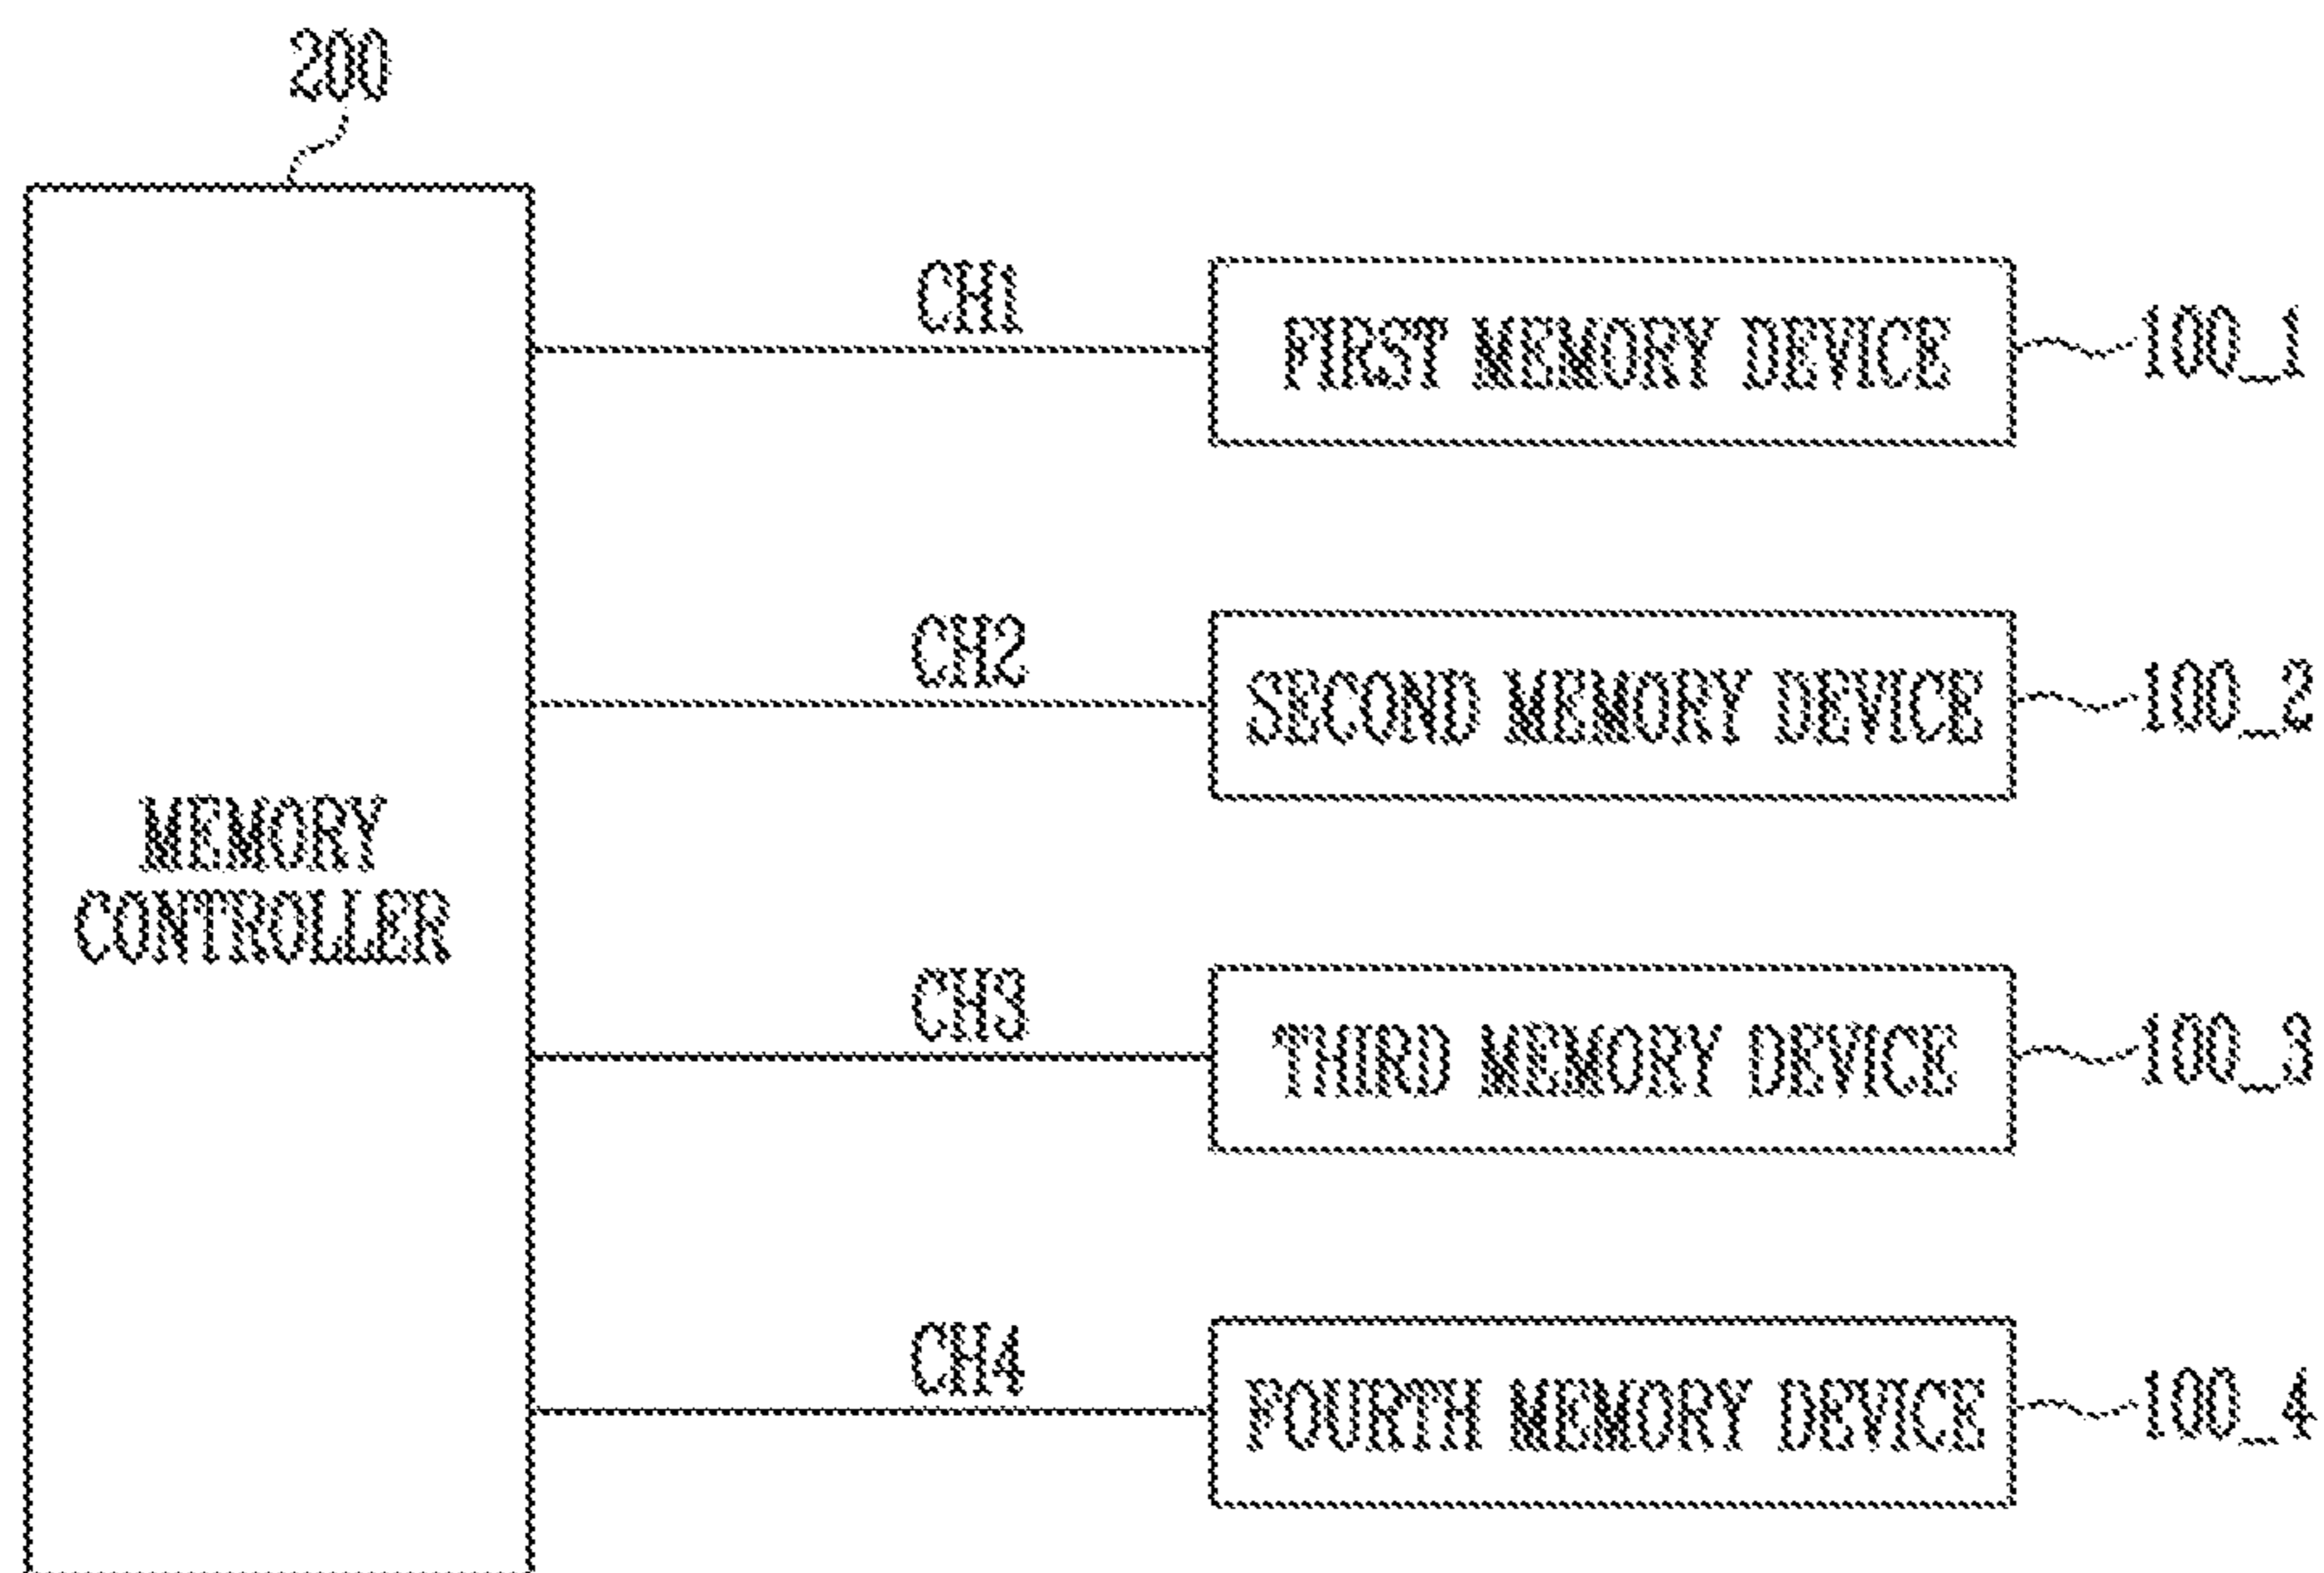 200
CH1
FIRST MEMORY DEVICE
100_1
CH2
SECOND MEMORY DEVICE
100_2
MEMORY
CONTROLLER
CH3
THIRD MEMORY DEVICE
100_3
CH4
FOURTH MEMORY DEVICE
100_4